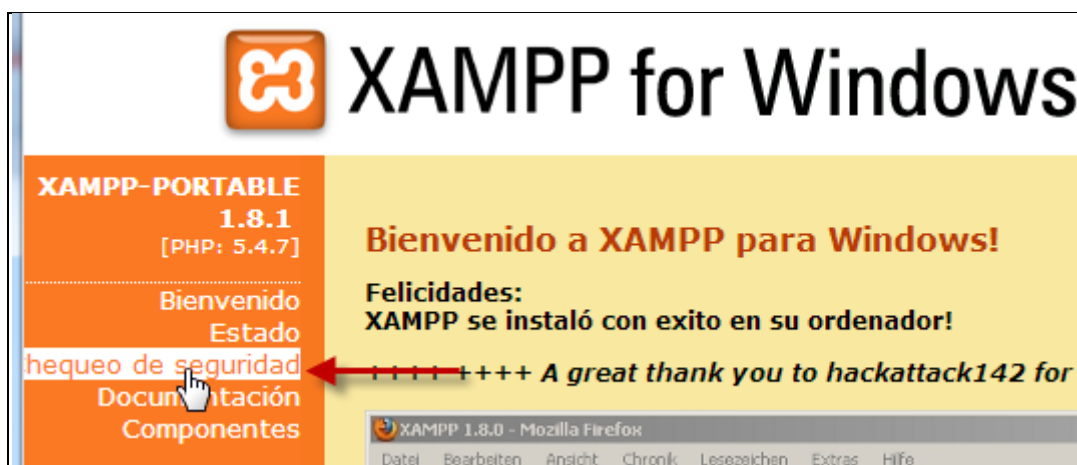 XAMPP for Windows
XAMPP-PORTABLE
1.8.1
[PHP: 5.4.7]
Bienvenido
Estado
hequeo de seguridad
Componentes
Bienvenido a XAMPP para Windows!
Felicidades:
XAMPP se instaló con exito en su ordenador!
++++ ++++ A great thank you to hackattack142 for
XAMPP 1.8.0 - Mozilla Firefox
Datei Bearbeiten Ansicht Chronik Lesezeichen Extras Hilfe